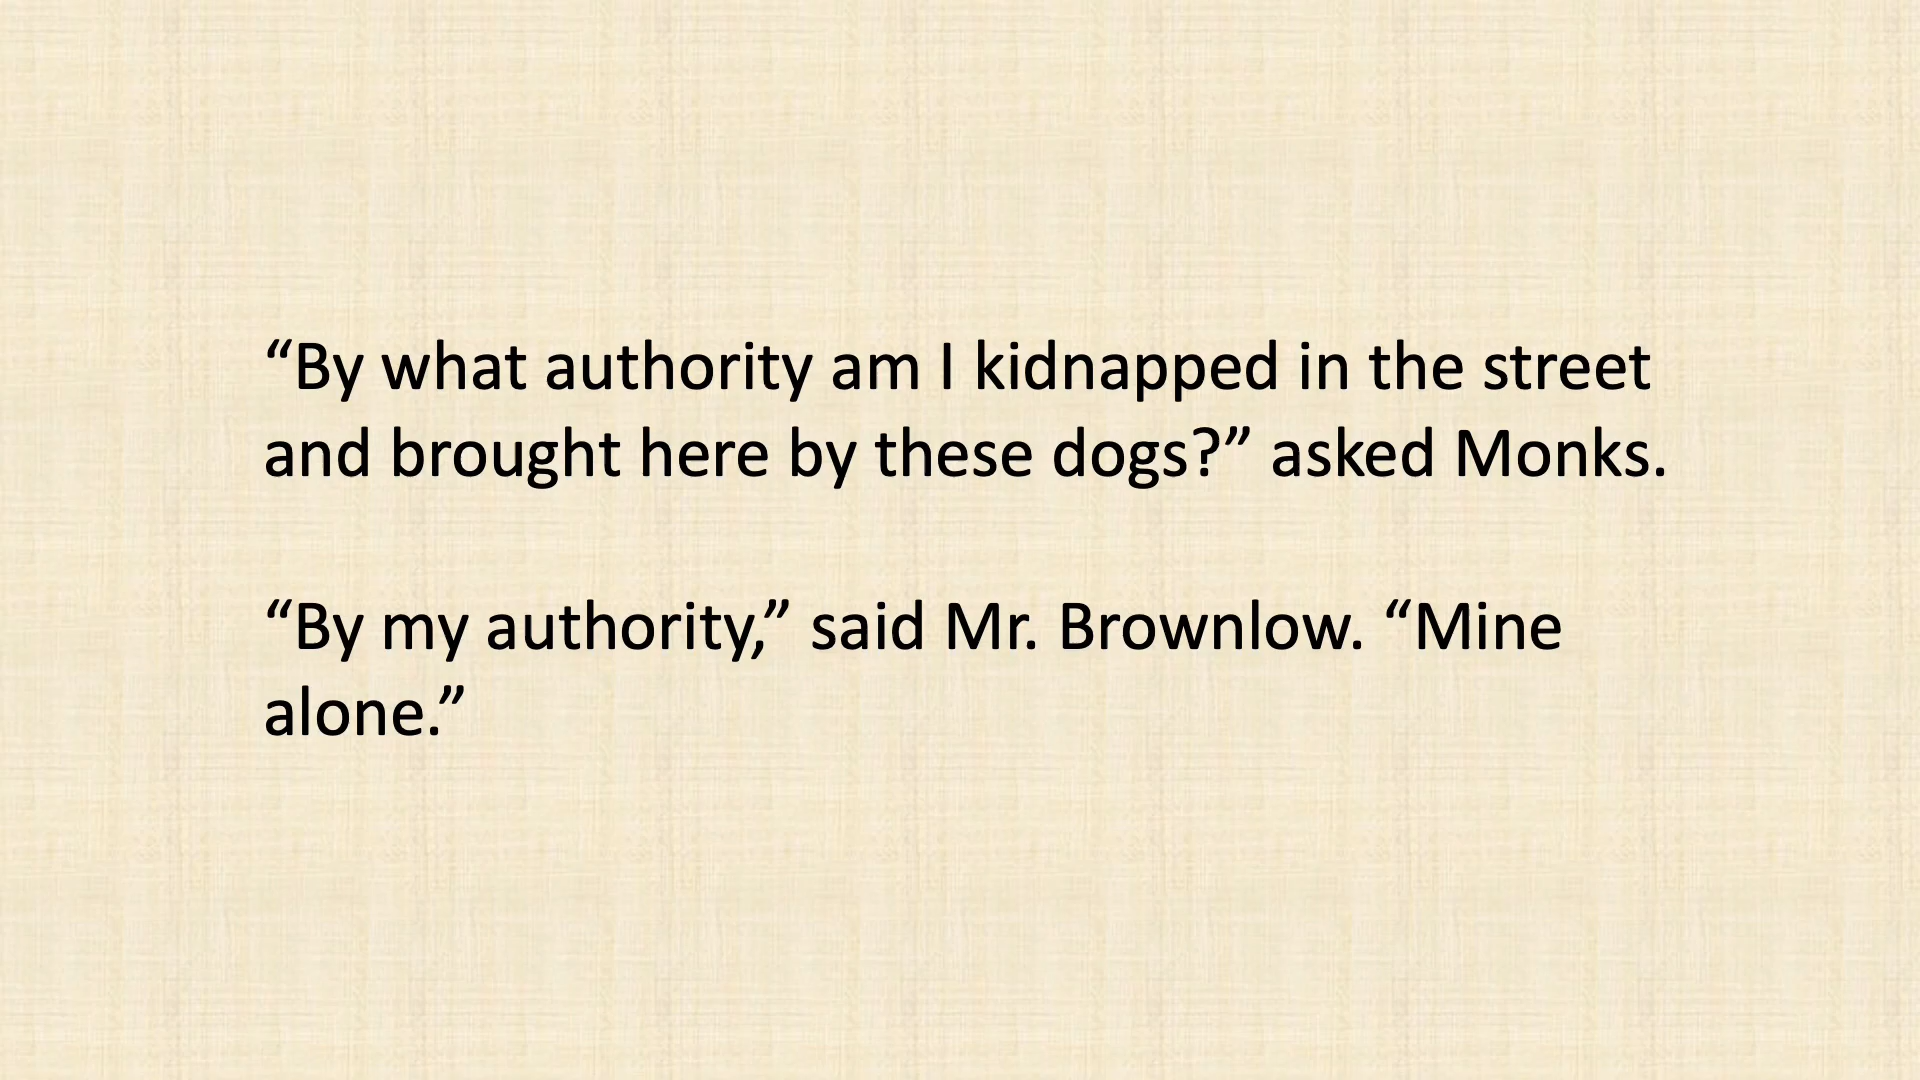 “By what authority am I kidnapped in the street
and brought here by these dogs?” asked Monks.
“By my authority,” said Mr. Brownlow. “Mine
alone.”